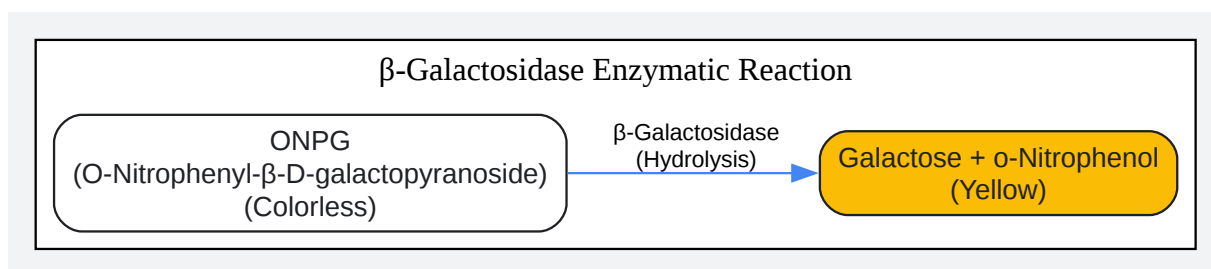 β-Galactosidase Enzymatic Reaction
ONPG
(O-Nitrophenyl-β-D-galactopyranoside)
(Colorless)
β-Galactosidase
(Hydrolysis)
Galactose + o-Nitrophenol
(Yellow)